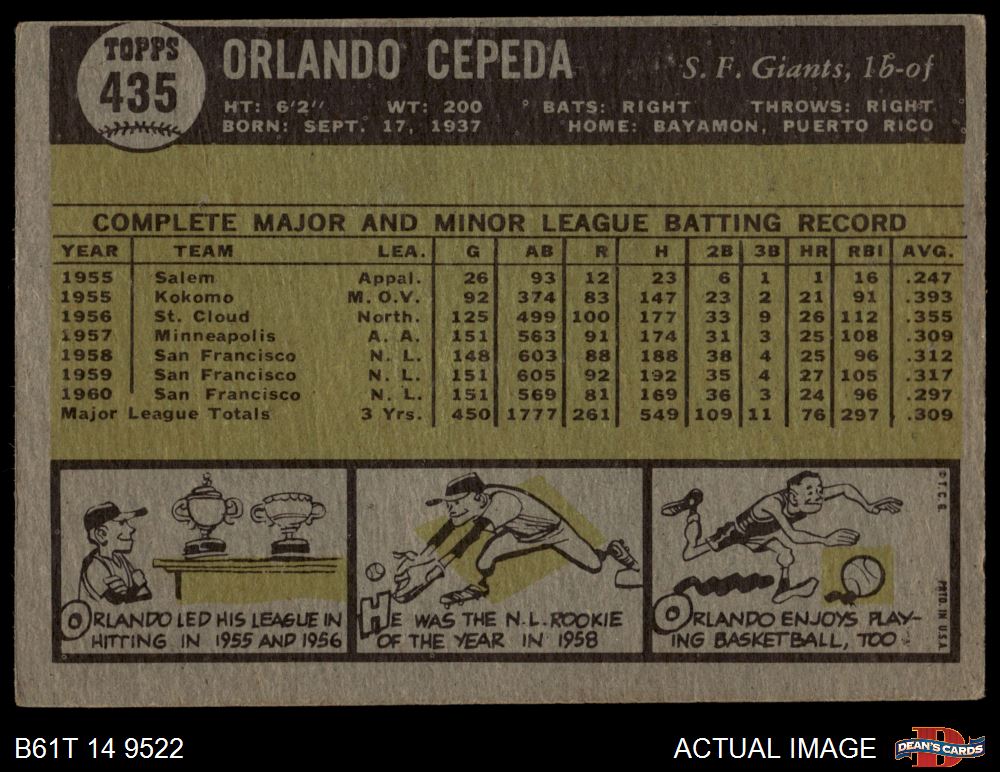 TOPPS
435
ORLANDO CEPEDA
S. F. Giants, 1b-of
HT: 6'2" WT: 200 BATS: RIGHT THROWS: RIGHT
BORN: SEPT. 17, 1937 HOME: BAYAMON, PUERTO RICO
COMPLETE MAJOR AND MINOR LEAGUE BATTING RECORD
YEAR TEAM LEA. G AB R H 2B 3B HR RBI AVG.
1955 Salem Appal. 26 93 12 23 6 1 1 16 .247
1955 Kokomo M. O. V. 92 374 83 147 23 2 21 91 .393
1956 St. Cloud North. 125 499 100 177 33 9 26 112 .355
1957 Minneapolis A. A. 151 563 91 174 31 3 25 108 .309
1958 San Francisco N. L. 148 603 88 188 38 4 25 96 .312
1959 San Francisco N. L. 151 605 92 192 35 4 27 105 .317
1960 San Francisco N. L. 151 569 81 169 36 3 24 96 .297
Major League Totals 3 Yrs. 450 1777 261 549 109 11 76 297 .309
ORLANDO LED HIS LEAGUE IN
HITTING IN 1955 AND 1956
HE WAS THE N.L. ROOKIE
OF THE YEAR IN 1958
ORLANDO ENJOYS PLAY-
ING BASKETBALL, TOO
© T.C.G.
PRTD IN U.S.A.
B61T 14 9522
ACTUAL IMAGE
DEAN'S CARDS